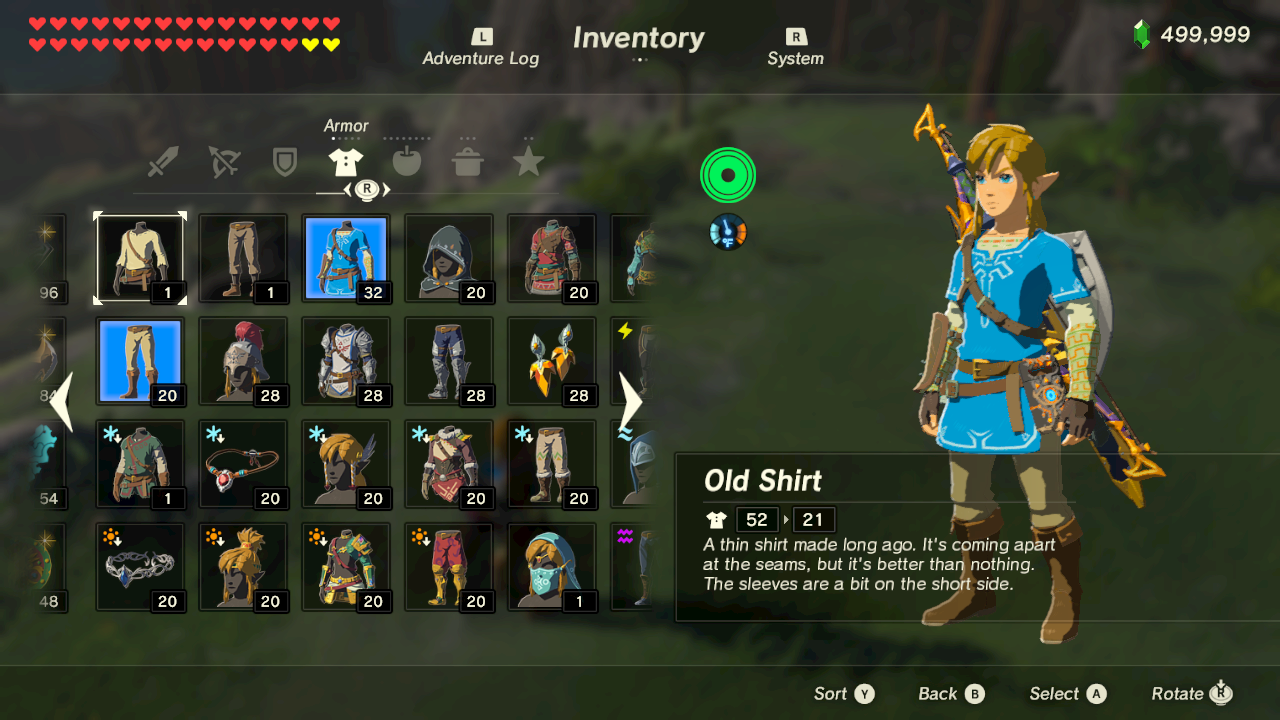 L
Inventory
R
499,999
Adventure Log
System
Armor
R
96
1
1
32
20
20
84
20
28
28
28
28
54
1
20
20
20
20
48
20
20
20
20
1
°F
Old Shirt
52
21
A thin shirt made long ago. It's coming apart
at the seams, but it's better than nothing.
The sleeves are a bit on the short side.
Sort Y
Back B
Select A
Rotate R